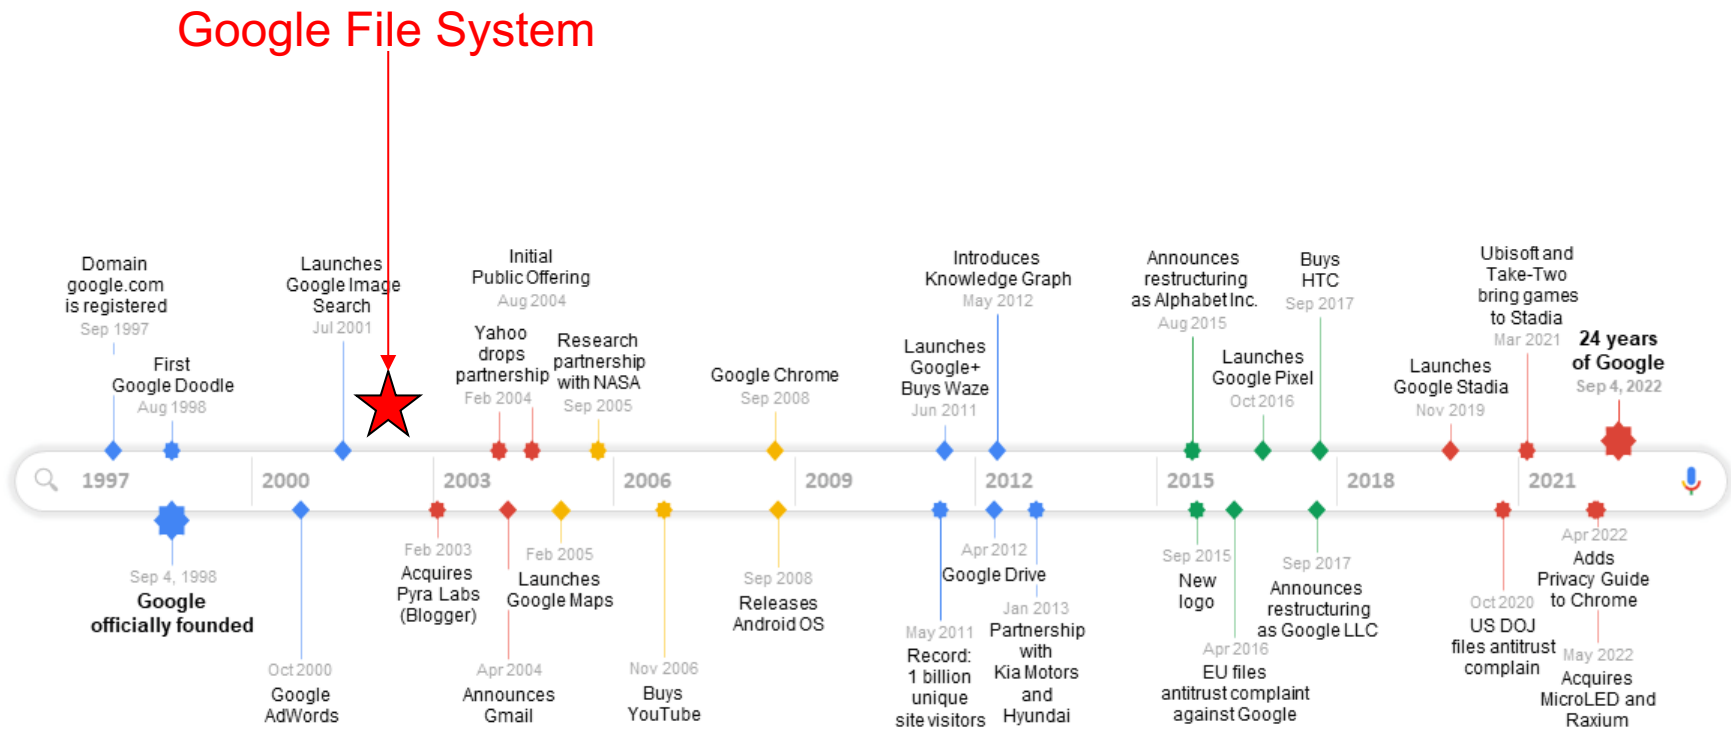 Google File System
Domain
google.com
is registered
Sep 1997
First
Google Doodle
Aug 1998
Launches
Google Image
Search
Jul 2001
Initial
Public Offering
Aug 2004
Yahoo
drops
partnership
Feb 2004
Research
partnership
with NASA
Sep 2005
Google Chrome
Sep 2008
Launches
Google+
Buys Waze
Jun 2011
Introduces
Knowledge Graph
May 2012
Announces
restructuring
as Alphabet Inc.
Aug 2015
Launches
Google Pixel
Oct 2016
Buys
HTC
Sep 2017
Launches
Google Stadia
Nov 2019
Ubisoft and
Take-Two
bring games
to Stadia
Mar 2021
24 years
of Google
Sep 4, 2022
1997 2000 2003 2006 2009 2012 2015 2018 2021
Sep 4, 1998
Google
officially founded
Oct 2000
Google
AdWords
Feb 2003
Acquires
Pyra Labs
(Blogger)
Apr 2004
Announces
Gmail
Feb 2005
Launches
Google Maps
Nov 2006
Buys
YouTube
Sep 2008
Releases
Android OS
May 2011
Record:
1 billion
unique
site visitors
Apr 2012
Google Drive
Jan 2013
Partnership
with
Kia Motors
and
Hyundai
Sep 2015
New
logo
Apr 2016
EU files
antitrust complaint
against Google
Sep 2017
Announces
restructuring
as Google LLC
Oct 2020
US DOJ
files antitrust
complain
Apr 2022
Adds
Privacy Guide
to Chrome
May 2022
Acquires
MicroLED and
Raxium